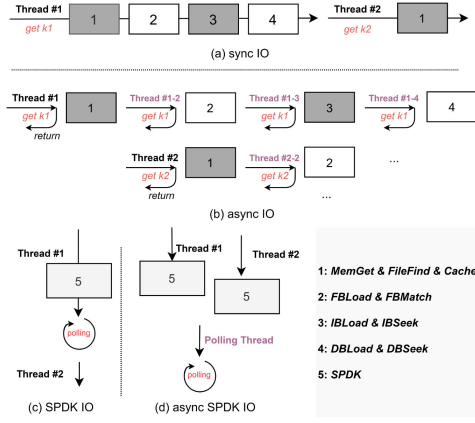 Thread #1
get k1
1
2
3
4
Thread #2
get k2
1
(a) sync IO
Thread #1
get k1
return
1
Thread #1-2
get k1
2
Thread #1-3
get k1
3
Thread #1-4
get k1
4
Thread #2
get k2
return
1
Thread #2-2
get k2
2
...
...
(b) async IO
Thread #1
5
polling
Thread #2
(c) SPDK IO
Thread #1
5
Thread #2
5
Polling Thread
polling
(d) async SPDK IO
1: MemGet & FileFind & Cache
2: FBLoad & FBMatch
3: IBLoad & IBSeek
4: DBLoad & DBSeek
5: SPDK